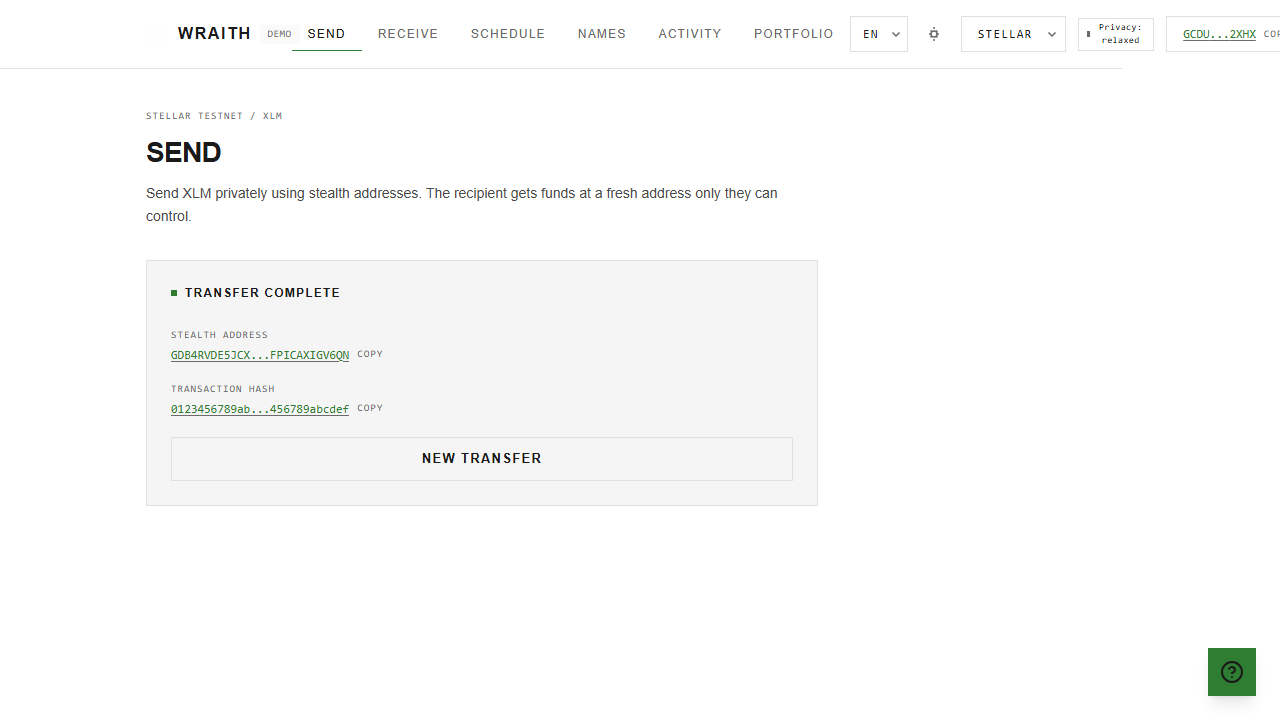 WRAITH DEMO SEND RECEIVE SCHEDULE NAMES ACTIVITY PORTFOLIO EN STELLAR Privacy: relaxed GCDU...2XHX
STELLAR TESTNET / XLM
SEND
Send XLM privately using stealth addresses. The recipient gets funds at a fresh address only they can
control.
TRANSFER COMPLETE
STEALTH ADDRESS
GDB4RVDE5JCX...FPICAXIGV6QN COPY
TRANSACTION HASH
0123456789ab...456789abcdef COPY
NEW TRANSFER